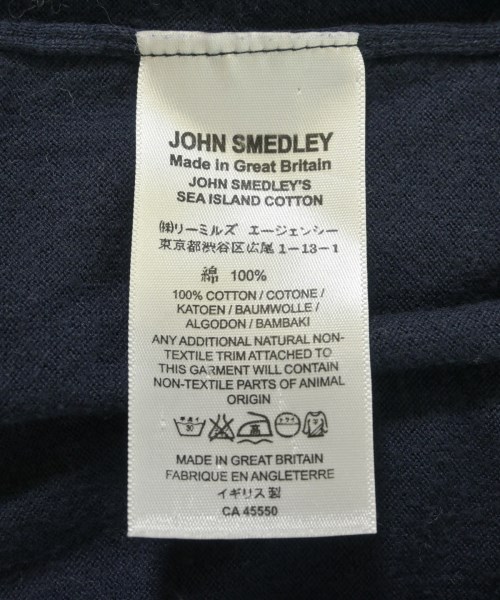 JOHN SMEDLEY
Made in Great Britain
JOHN SMEDLEY'S
SEA ISLAND COTTON
㈱リーミルズ エージェンシー
東京都渋谷区広尾1-13-1
綿 100%
100% COTTON / COTONE /
KATOEN / BAUMWOLLE /
ALGODON / BAMBAKI
ANY ADDITIONAL NATURAL NON-
TEXTILE TRIM ATTACHED TO
THIS GARMENT WILL CONTAIN
NON-TEXTILE PARTS OF ANIMAL
ORIGIN
MADE IN GREAT BRITAIN
FABRIQUE EN ANGLETERRE
イギリス製
CA 45550